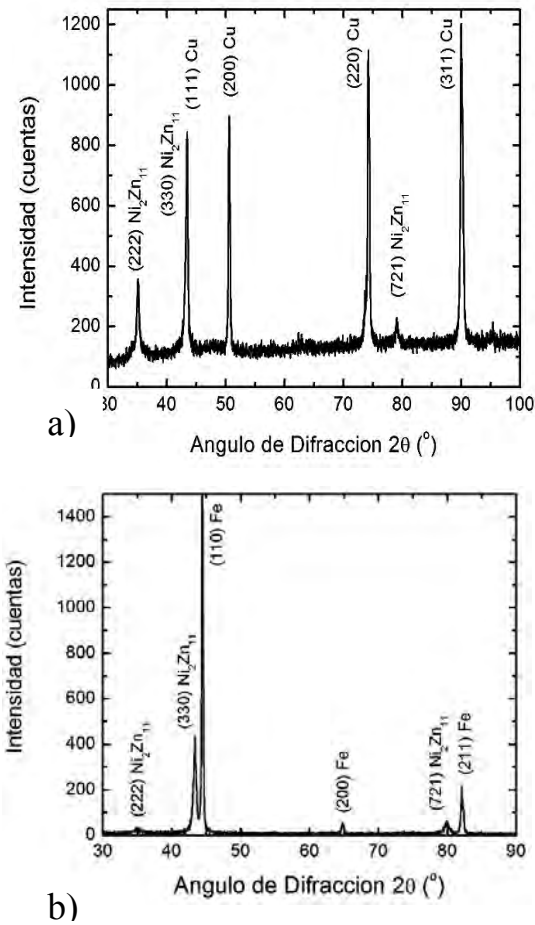 1200
1000
800
600
400
200
0
Intensidad (cuentas)
(222) Ni₂Zn₁₁
(330) Ni₂Zn₁₁
(111) Cu
(200) Cu
(220) Cu
(721) Ni₂Zn₁₁
(311) Cu
30 40 50 60 70 80 90 100
Angulo de Difraccion 2θ (°)
a)
1400
1200
1000
800
600
400
200
0
Intensidad (cuentas)
(222) Ni₂Zn₁₁
(330) Ni₂Zn₁₁
(110) Fe
(200) Fe
(721) Ni₂Zn₁₁
(211) Fe
30 40 50 60 70 80 90
Angulo de Difraccion 2θ (°)
b)